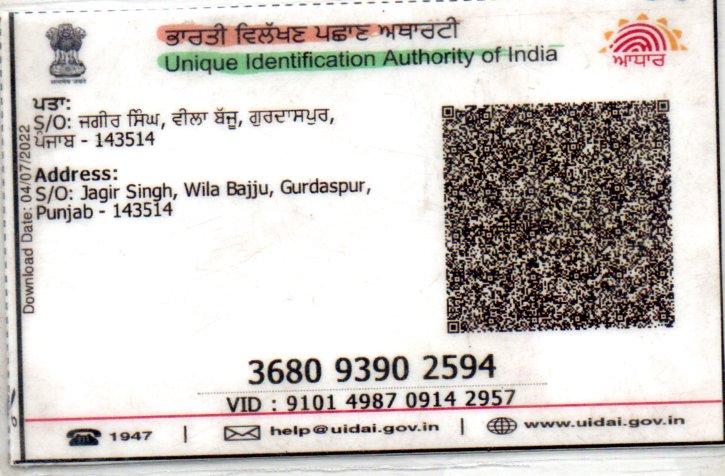 ਭਾਰਤੀ ਵਿਲੱਖਣ ਪਛਾਣ ਅਥਾਰਟੀ
Unique Identification Authority of India
ਆਧਾਰ
ਪਤਾ:
S/O: ਜਗੀਰ ਸਿੰਘ, ਵੀਲਾ ਬੱਜੂ, ਗੁਰਦਾਸਪੁਰ,
ਪੰਜਾਬ - 143514
Address:
S/O: Jagir Singh, Wila Bajju, Gurdaspur,
Punjab - 143514
Download Date: 04/07/2022
3680 9390 2594
VID : 9101 4987 0914 2957
1947 | help@uidai.gov.in | www.uidai.gov.in